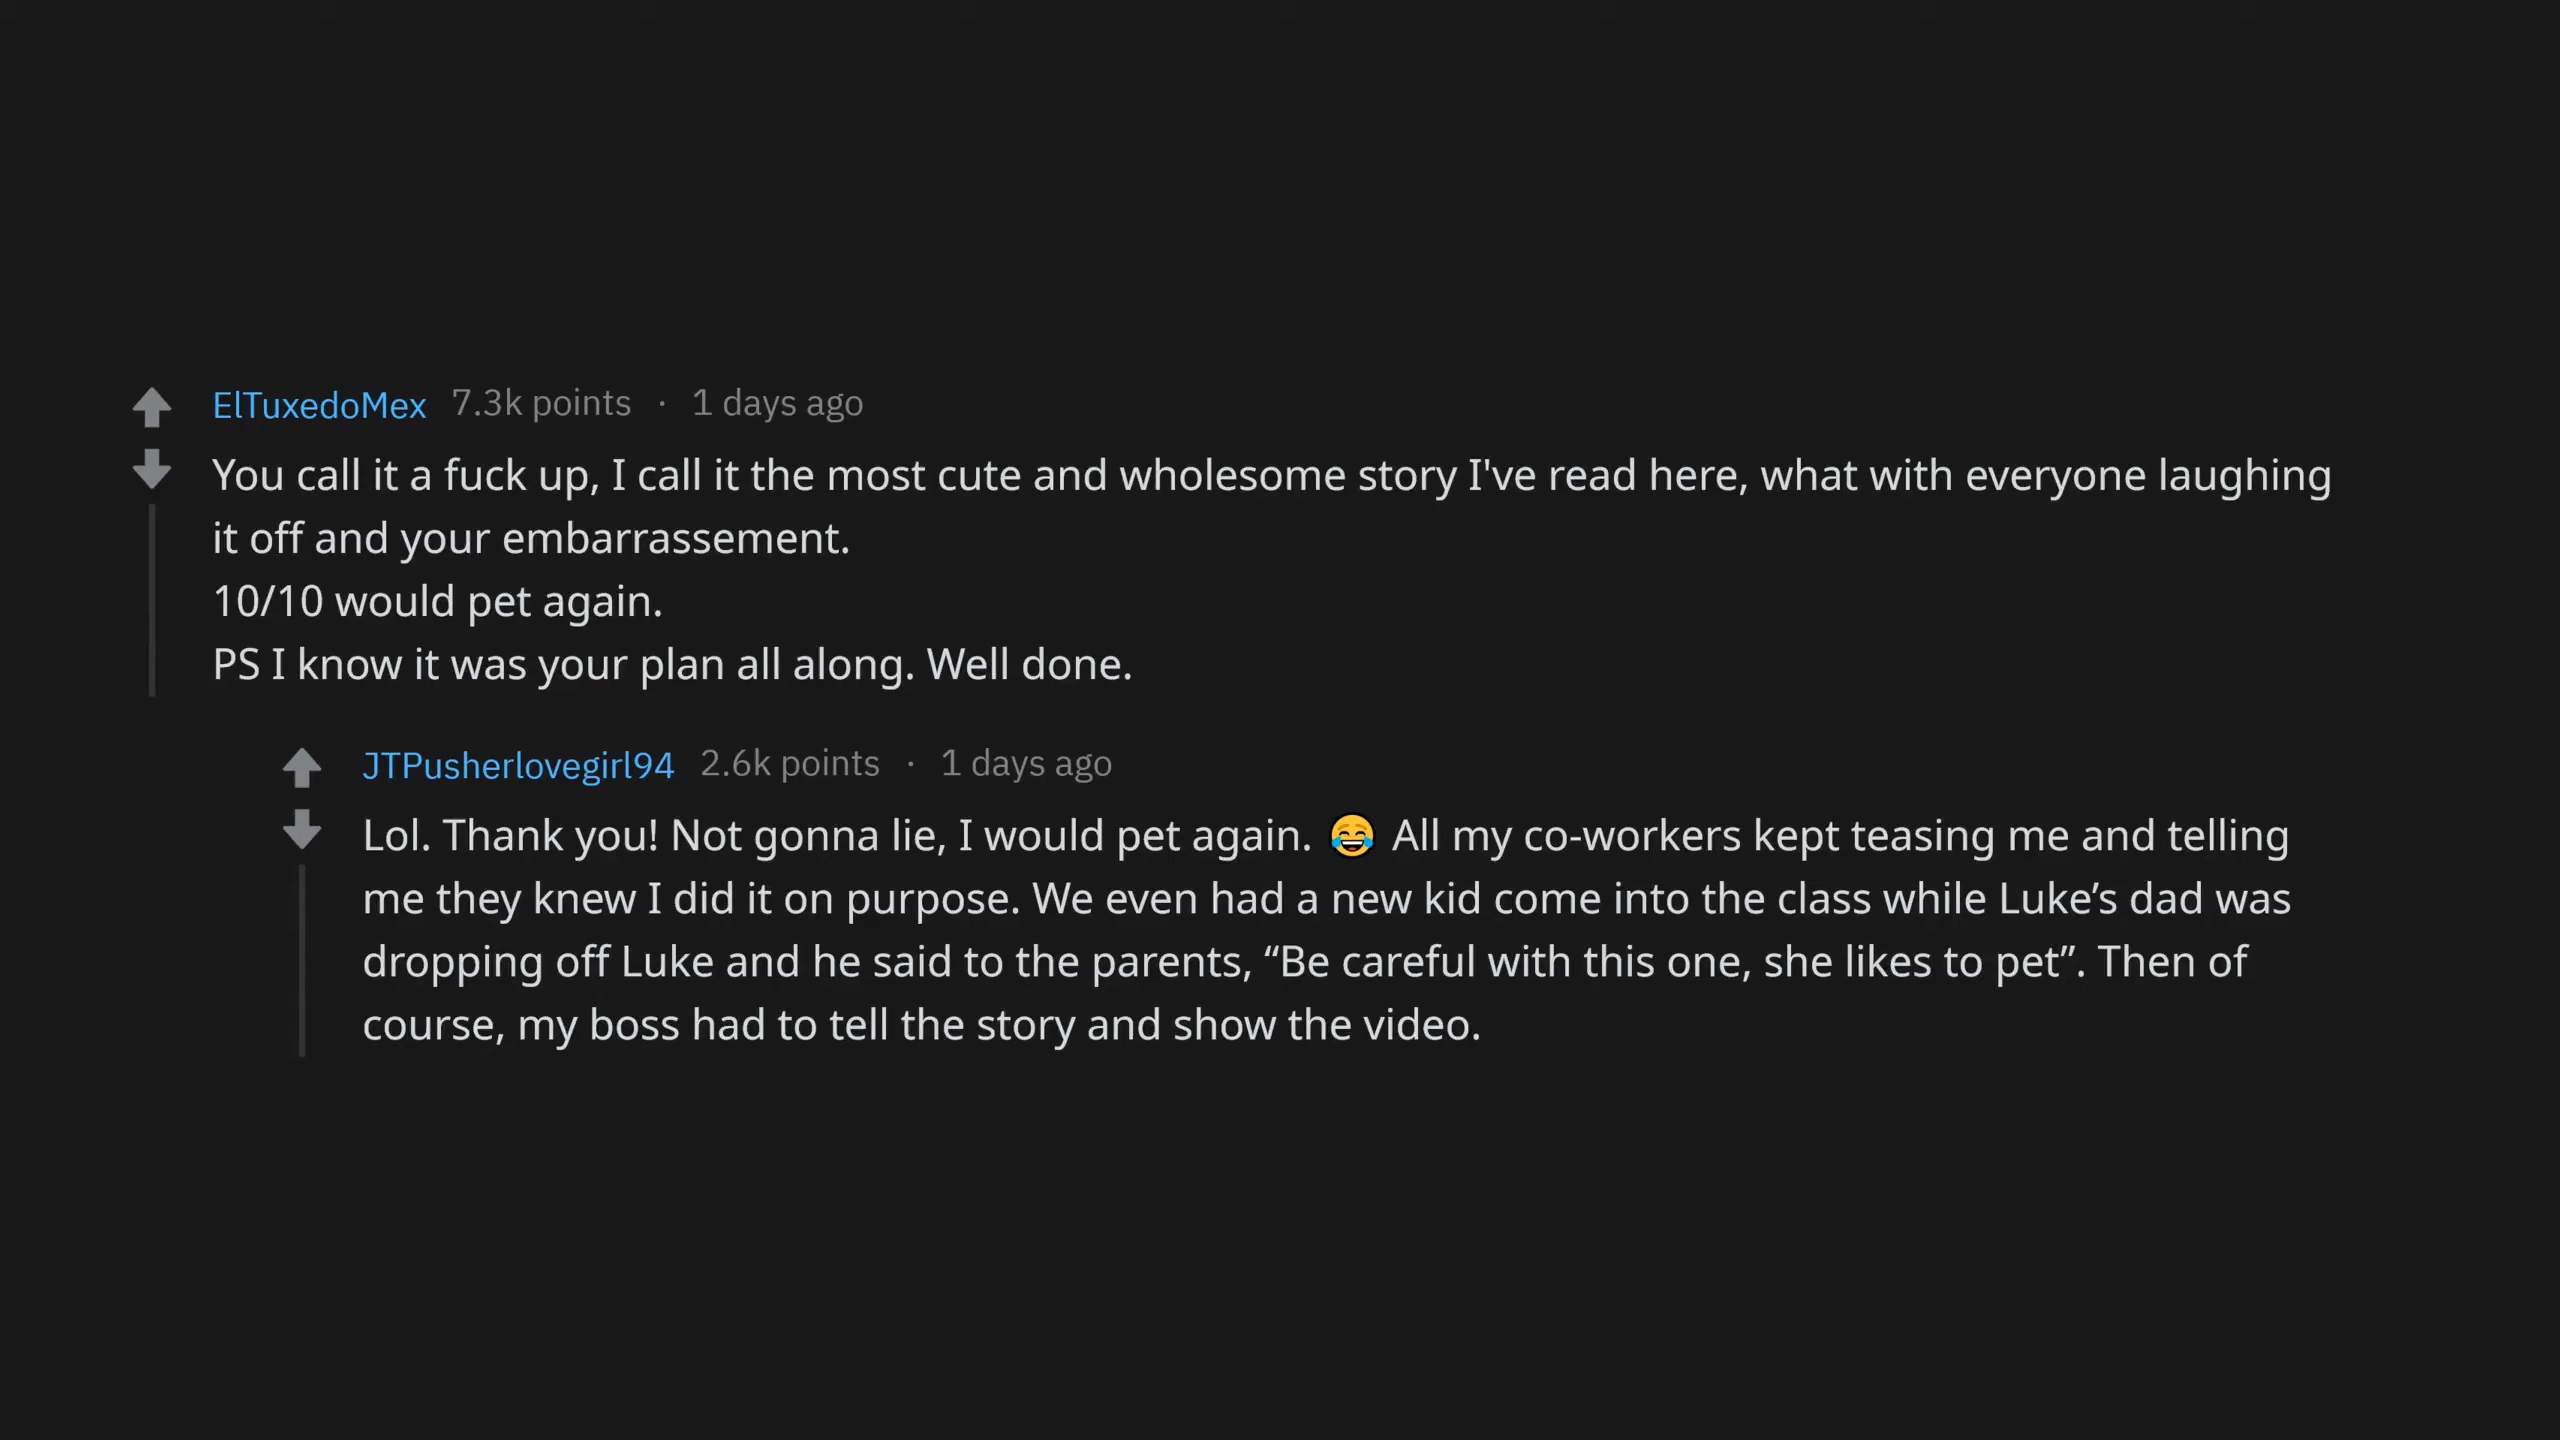 ElTuxedoMex 7.3k points · 1 days ago
You call it a fuck up, I call it the most cute and wholesome story I've read here, what with everyone laughing
it off and your embarrassement.
10/10 would pet again.
PS I know it was your plan all along. Well done.
JTPusherlovegirl94 2.6k points · 1 days ago
Lol. Thank you! Not gonna lie, I would pet again. 😂 All my co-workers kept teasing me and telling
me they knew I did it on purpose. We even had a new kid come into the class while Luke’s dad was
dropping off Luke and he said to the parents, “Be careful with this one, she likes to pet”. Then of
course, my boss had to tell the story and show the video.